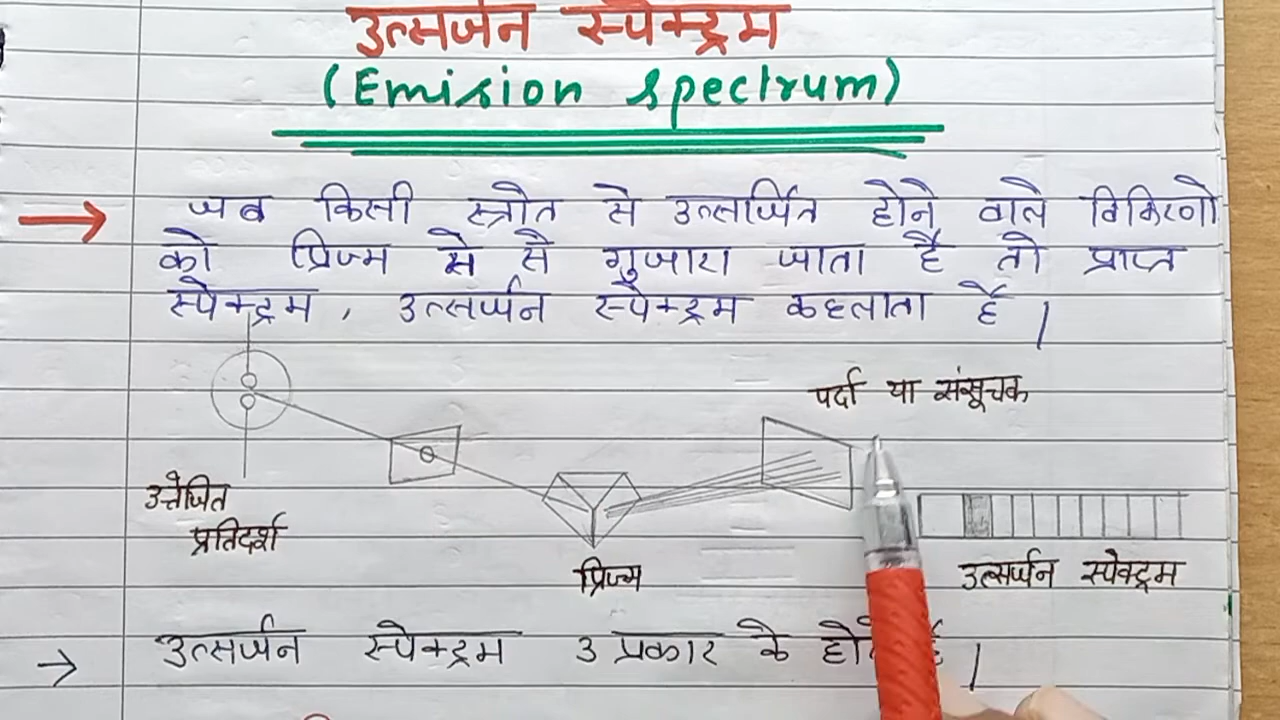 उत्सर्जन स्पेक्ट्रम
(Emision spectrum)
जब किसी स्त्रोत से उत्सर्जित होने वाले विकिरणो
को प्रिज्म मे से गुजारा जाता है तो प्राप्त
स्पेक्ट्रम , उत्सर्जन स्पेक्ट्रम कहलाता है |
पर्दा या संसूचक
उत्तेजित
प्रतिदर्श
प्रिज्म
उत्सर्जन स्पेक्ट्रम
उत्सर्जन स्पेक्ट्रम 3 प्रकार के |